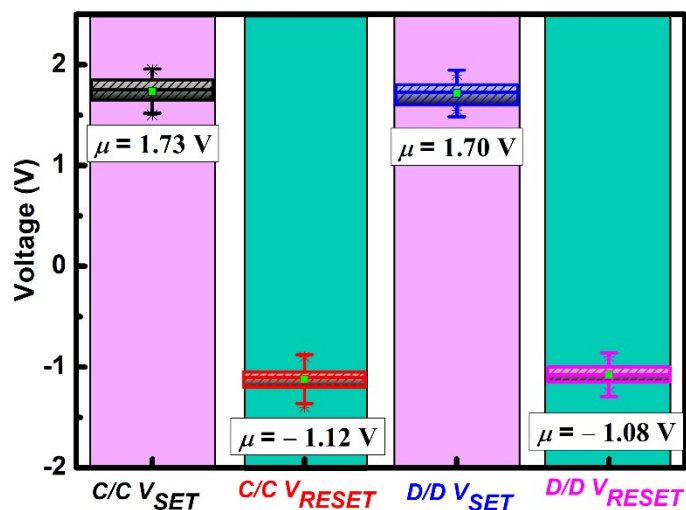 Voltage (V)
2
1
0
-1
-2
μ = 1.73 V
μ = – 1.12 V
μ = 1.70 V
μ = – 1.08 V
C/C VSET
C/C VRESET
D/D VSET
D/D VRESET